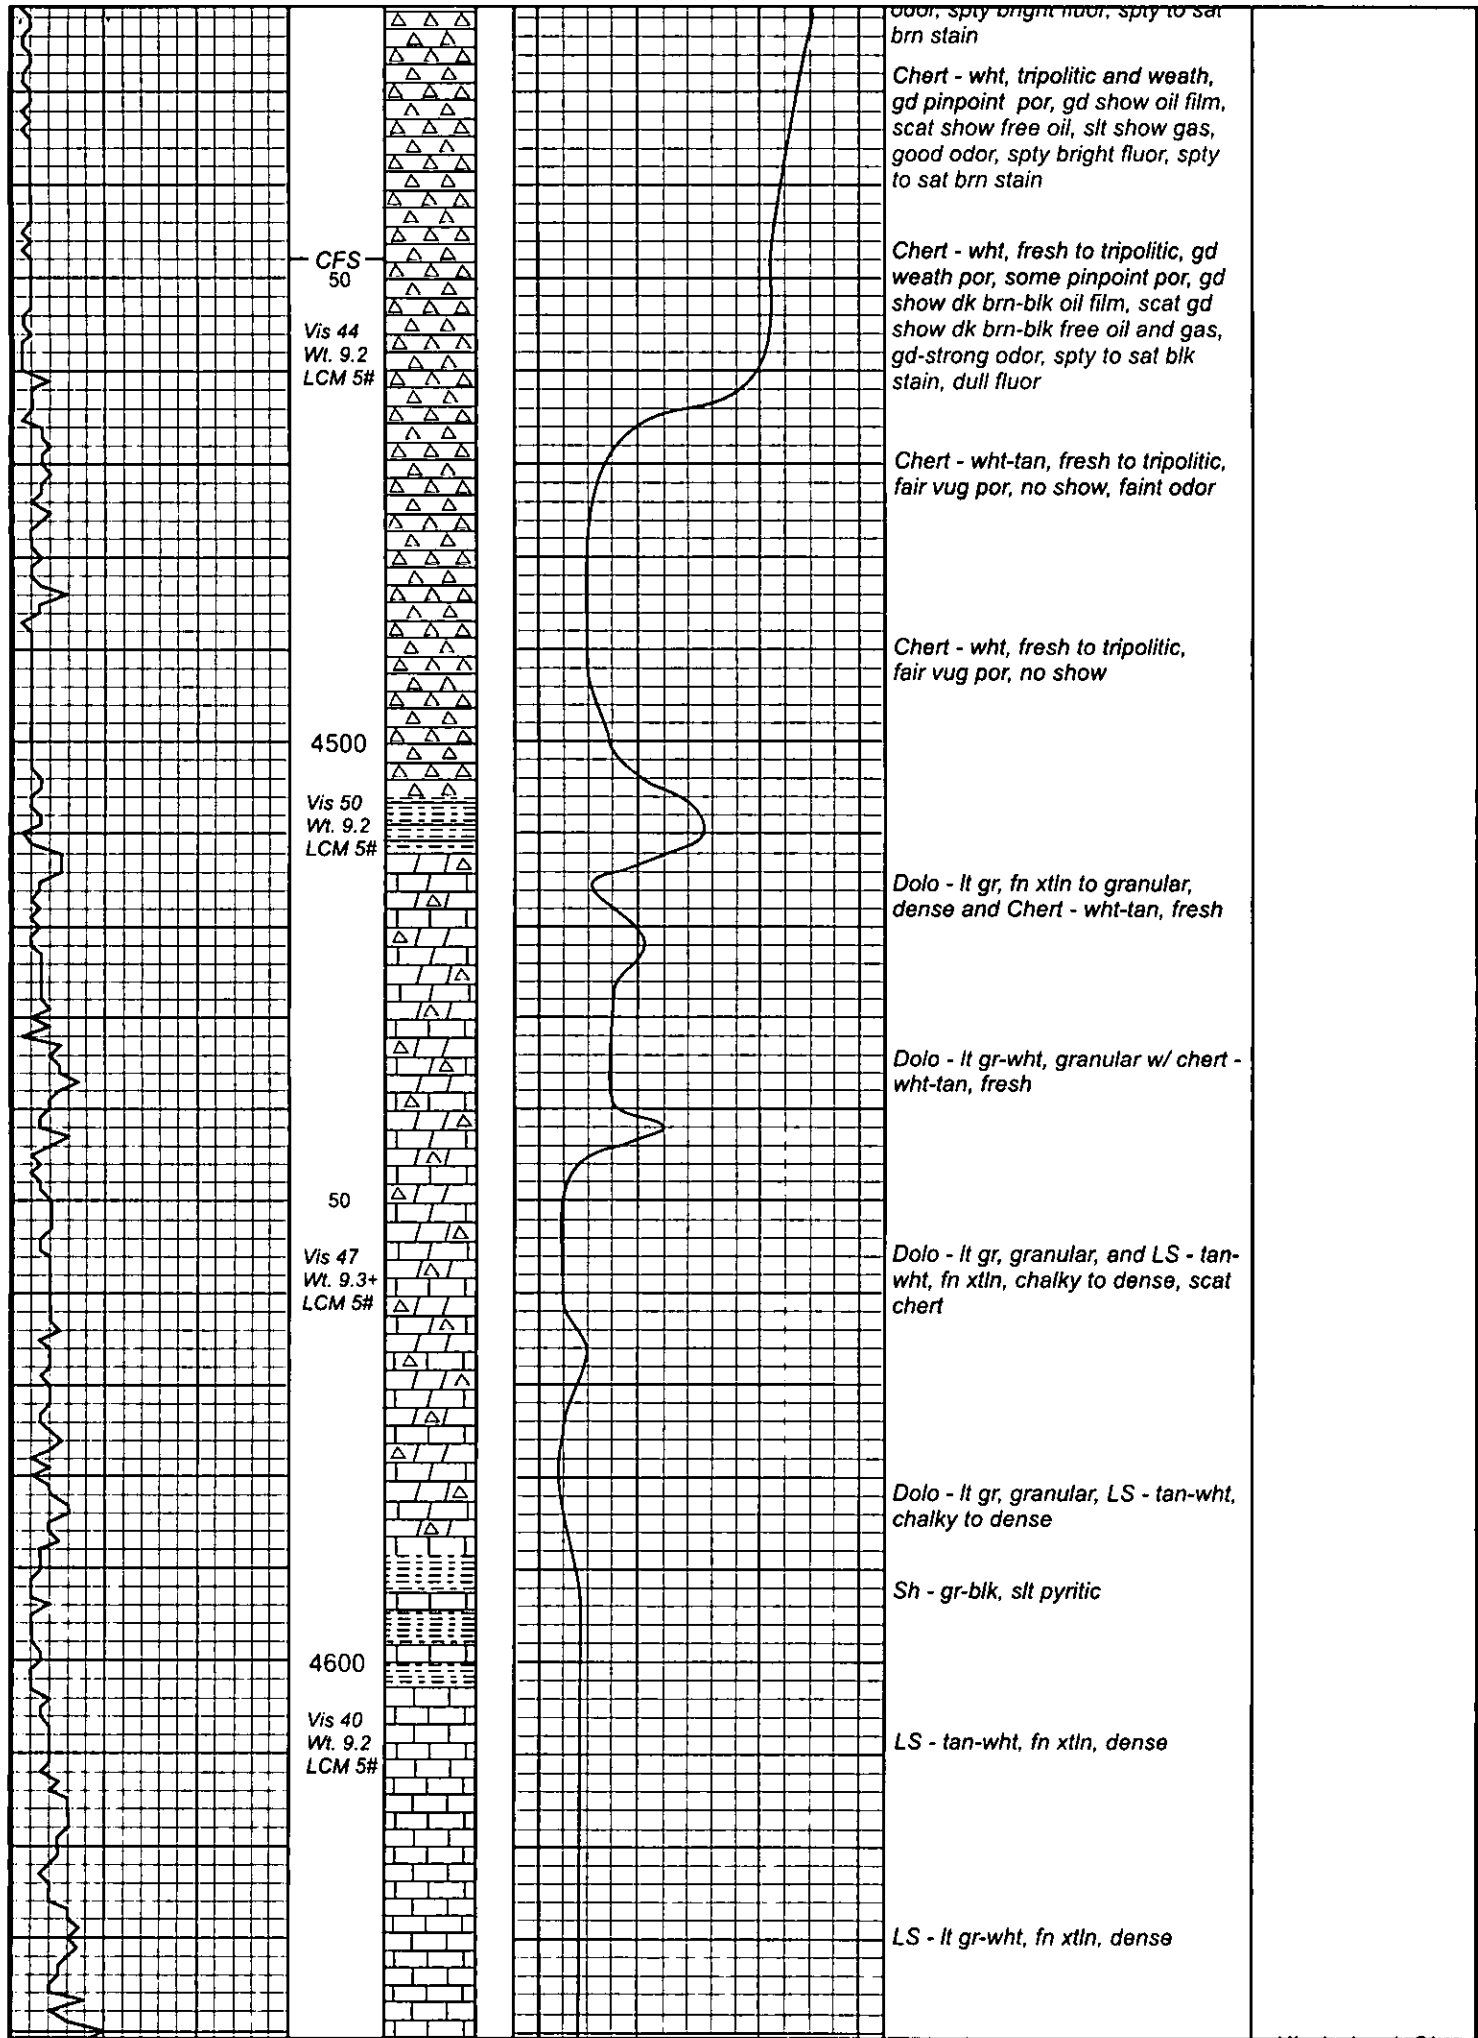 odor, spty bright fluor, spty to sat
brn stain
Chert - wht, tripolitic and weath,
gd pinpoint por, gd show oil film,
scat show free oil, slt show gas,
good odor, spty bright fluor, spty
to sat brn stain
CFS
50
Chert - wht, fresh to tripolitic, gd
weath por, some pinpoint por, gd
show dk brn-blk oil film, scat gd
show dk brn-blk free oil and gas,
gd-strong odor, spty to sat blk
stain, dull fluor
Vis 44
Wt. 9.2
LCM 5#
Chert - wht-tan, fresh to tripolitic,
fair vug por, no show, faint odor
Chert - wht, fresh to tripolitic,
fair vug por, no show
4500
Vis 50
Wt. 9.2
LCM 5#
Dolo - lt gr, fn xtln to granular,
dense and Chert - wht-tan, fresh
Dolo - lt gr-wht, granular w/ chert -
wht-tan, fresh
50
Vis 47
Wt. 9.3+
LCM 5#
Dolo - lt gr, granular, and LS - tan-
wht, fn xtln, chalky to dense, scat
chert
Dolo - lt gr, granular, LS - tan-wht,
chalky to dense
Sh - gr-blk, slt pyritic
4600
Vis 40
Wt. 9.2
LCM 5#
LS - tan-wht, fn xtln, dense
LS - lt gr-wht, fn xtln, dense